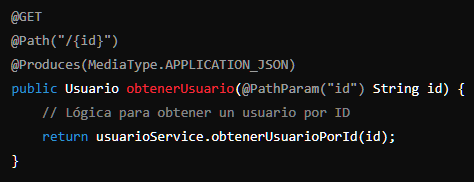 @GET
@Path("/{id}")
@Produces(MediaType.APPLICATION_JSON)
public Usuario obtenerUsuario(@PathParam("id") String id) {
    // Lógica para obtener un usuario por ID
    return usuarioService.obtenerUsuarioPorId(id);
}